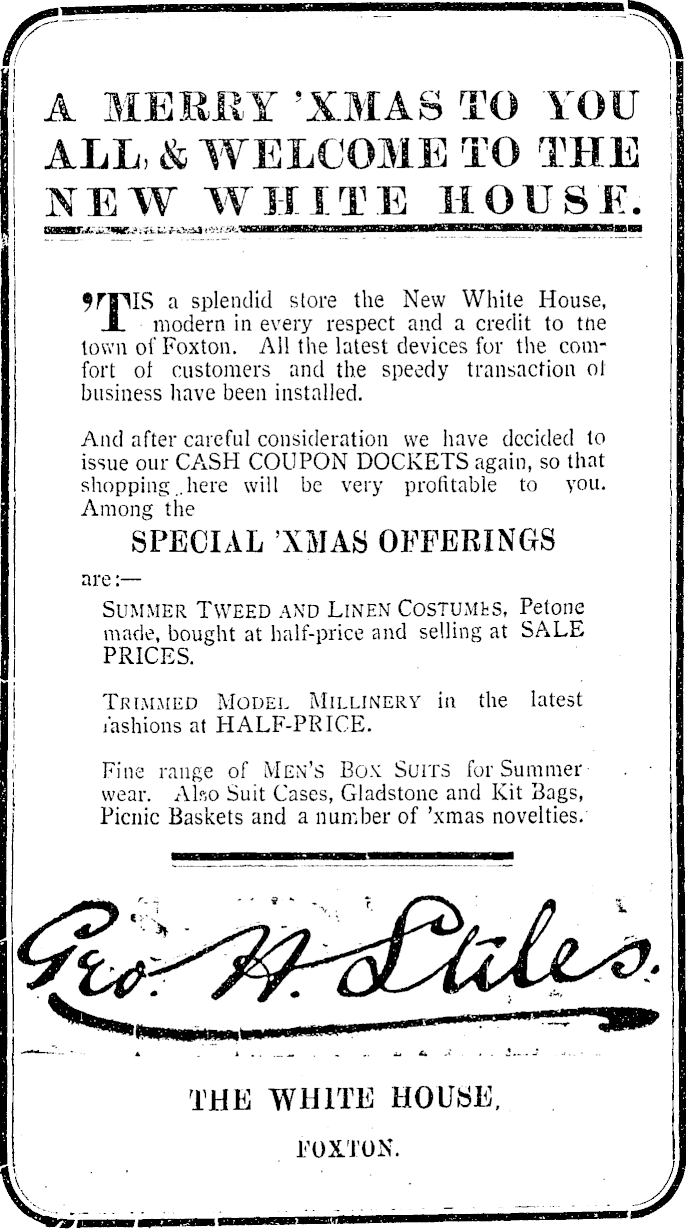 A MERRY 'XMAS TO YOU
ALL, & WELCOME TO THE
NEW WHITE HOUSE.
'TIS a splendid store the New White House,
modern in every respect and a credit to the
town of Foxton. All the latest devices for the com-
fort of customers and the speedy transaction of
business have been installed.
And after careful consideration we have decided to
issue our CASH COUPON DOCKETS again, so that
shopping here will be very profitable to you.
Among the
SPECIAL 'XMAS OFFERINGS
are:—
SUMMER TWEED AND LINEN COSTUMES, Petone
made, bought at half-price and selling at SALE
PRICES.
TRIMMED MODEL MILLINERY in the latest
fashions at HALF-PRICE.
Fine range of MEN'S BOX SUITS for Summer
wear. Also Suit Cases, Gladstone and Kit Bags,
Picnic Baskets and a number of 'xmas novelties.
Geo. H. Stiles.
THE WHITE HOUSE,
FOXTON.